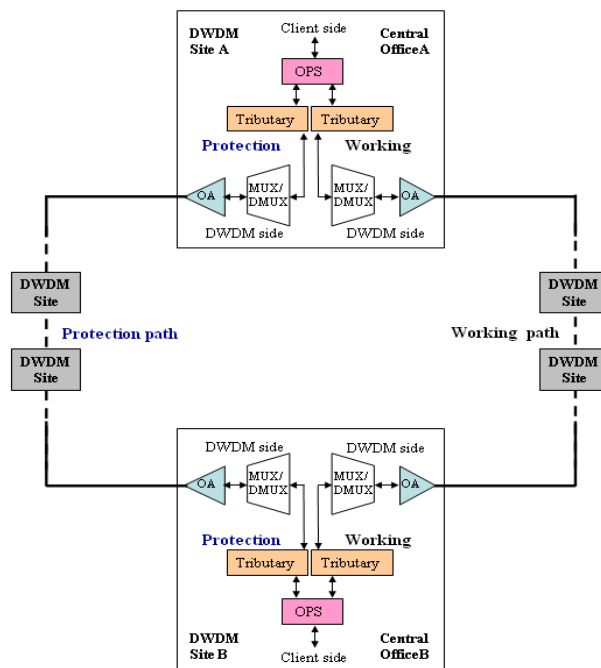 Client side
DWDM
Site A
Central
OfficeA
OPS
Tributary
Tributary
Protection
Working
OA
MUX/
DMUX
MUX/
DMUX
OA
DWDM side
DWDM side
DWDM
Site
DWDM
Site
Protection path
Working path
DWDM
Site
DWDM
Site
DWDM side
DWDM side
OA
MUX/
DMUX
MUX/
DMUX
OA
Protection
Working
Tributary
Tributary
OPS
DWDM
Site B
Central
OfficeB
Client side